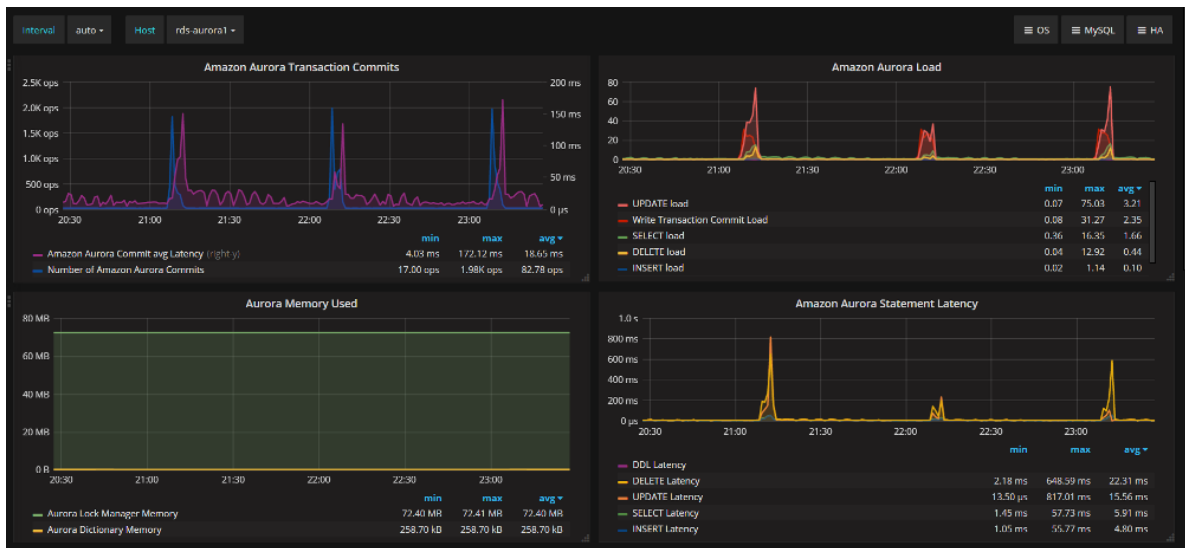 Interval auto Host rds-aurora1 OS MySQL HA
Amazon Aurora Transaction Commits
2.5K ops 200 ms
2.0K ops 150 ms
1.5K ops
1.0K ops 100 ms
500 ops 50 ms
0 ops 0 µs
20:30 21:00 21:30 22:00 22:30 23:00
min max avg
Amazon Aurora Commit avg Latency (right-y) 4.03 ms 172.12 ms 18.65 ms
Number of Amazon Aurora Commits 17.00 ops 1.98K ops 82.78 ops
Amazon Aurora Load
80
60
40
20
0
20:30 21:00 21:30 22:00 22:30 23:00
min max avg
UPDATE load 0.07 75.03 3.21
Write Transaction Commit Load 0.08 31.27 2.35
SELECT load 0.36 16.35 1.66
DELETE load 0.04 12.92 0.44
INSERT load 0.02 1.14 0.10
Aurora Memory Used
80 MB
60 MB
40 MB
20 MB
0 B
20:30 21:00 21:30 22:00 22:30 23:00
min max avg
Aurora Lock Manager Memory 72.40 MB 72.41 MB 72.40 MB
Aurora Dictionary Memory 258.70 kB 258.70 kB 258.70 kB
Amazon Aurora Statement Latency
1.0 s
800 ms
600 ms
400 ms
200 ms
0 µs
20:30 21:00 21:30 22:00 22:30 23:00
min max avg
DDL Latency
DELETE Latency 2.18 ms 648.59 ms 22.31 ms
UPDATE Latency 13.50 µs 817.01 ms 15.56 ms
SELECT Latency 1.45 ms 57.73 ms 5.91 ms
INSERT Latency 1.05 ms 55.77 ms 4.80 ms